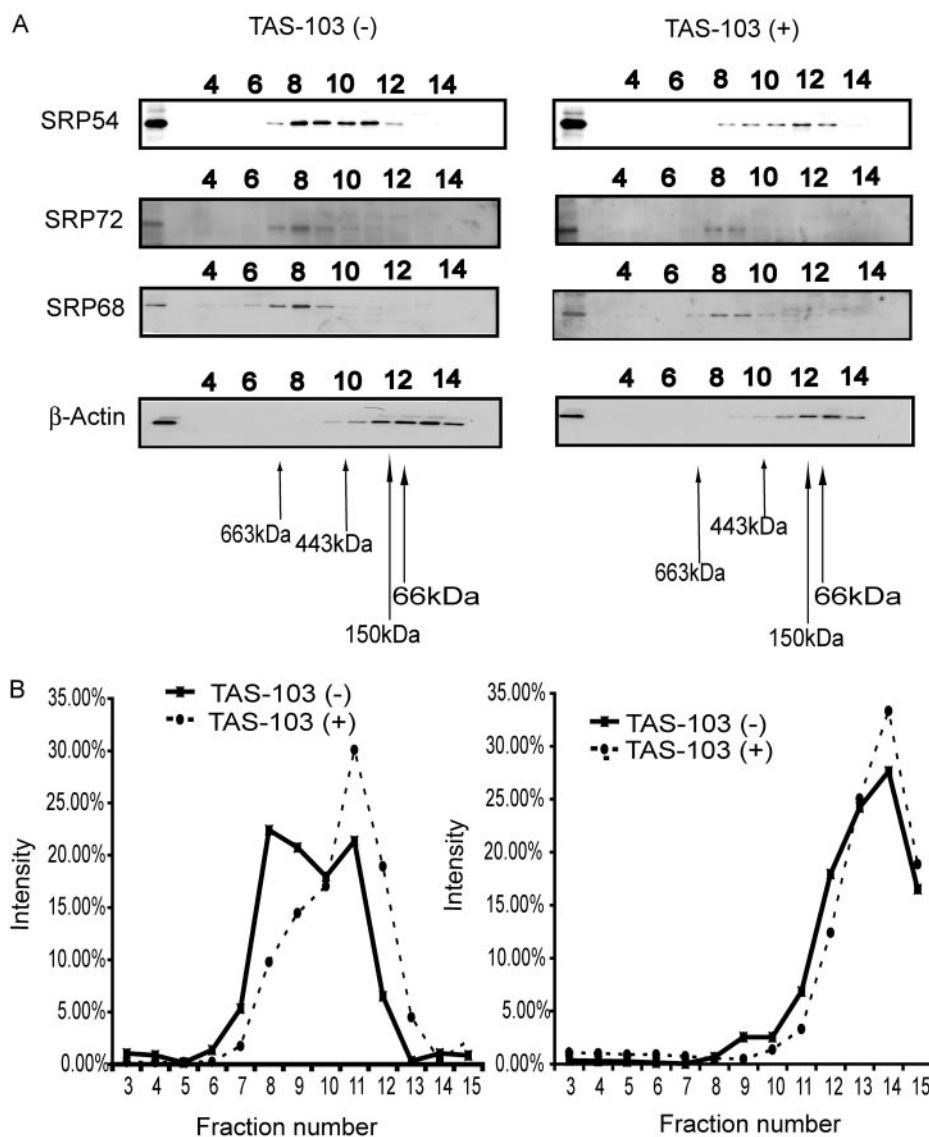 A
TAS-103 (-)
TAS-103 (+)
4 6 8 10 12 14
4 6 8 10 12 14
SRP54
4 6 8 10 12 14
4 6 8 10 12 14
SRP72
4 6 8 10 12 14
4 6 8 10 12 14
SRP68
4 6 8 10 12 14
4 6 8 10 12 14
β-Actin
663kDa
443kDa
66kDa
150kDa
443kDa
663kDa
66kDa
150kDa
B
35.00%
30.00%
25.00%
20.00%
15.00%
10.00%
5.00%
0.00%
Intensity
TAS-103 (-)
TAS-103 (+)
3 4 5 6 7 8 9 10 11 12 13 14 15
Fraction number
35.00%
30.00%
25.00%
20.00%
15.00%
10.00%
5.00%
0.00%
Intensity
TAS-103 (-)
TAS-103 (+)
3 4 5 6 7 8 9 10 11 12 13 14 15
Fraction number